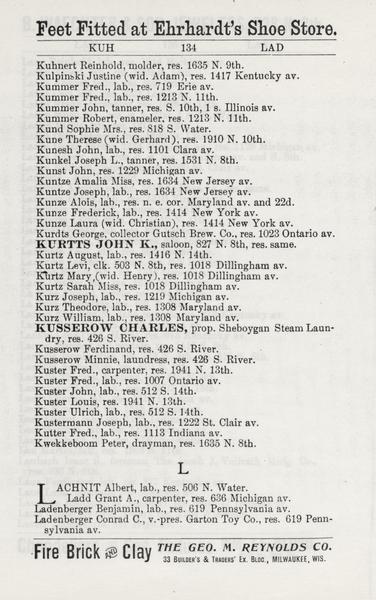 Feet Fitted at Ehrhardt's Shoe Store.
KUH 134 LAD
Kuhnert Reinhold, molder, res. 1635 N. 9th.
Kulpinski Justine (wid. Adam), res. 1417 Kentucky av.
Kummer Fred., lab., res. 719 Erie av.
Kummer Fred., lab., res. 1213 N. 11th.
Kummer John, tanner, res. S. 10th, 1 s. Illinois av.
Kummer Robert, enameler, res. 1213 N. 11th.
Kund Sophie Mrs., res. 818 S. Water.
Kune Therese (wid. Gerhard), res. 1910 N. 10th.
Kunesh John, lab., res. 1101 Clara av.
Kunkel Joseph L., tanner, res. 1531 N. 8th.
Kunst John, res. 1229 Michigan av.
Kuntze Amalia Miss, res. 1634 New Jersey av.
Kuntze Joseph, lab., res. 1634 New Jersey av.
Kunze Alois, lab., res. n. e. cor. Maryland av. and 22d.
Kunze Frederick, lab., res. 1414 New York av.
Kunze Laura (wid. Christian), res. 1414 New York av.
Kurdts George, collector Gutsch Brew. Co., res. 1023 Ontario av.
KURTTS JOHN K., saloon, 827 N. 8th, res. same.
Kurtz August, lab., res. 1416 N. 14th.
Kurtz Levi, clk. 503 N. 8th, res. 1018 Dillingham av.
Kurtz Mary (wid. Henry), res. 1018 Dillingham av.
Kurtz Sarah Miss, res. 1018 Dillingham av.
Kurz Joseph, lab., res. 1219 Michigan av.
Kurz Theodore, lab., res. 1308 Maryland av.
Kurz William, lab., res. 1308 Maryland av.
KUSSEROW CHARLES, prop. Sheboygan Steam Laun-
dry, res. 426 S. River.
Kusserow Ferdinand, res. 426 S. River.
Kusserow Minnie, laundress, res. 426 S. River.
Kuster Fred., carpenter, res. 1941 N. 13th.
Kuster Fred., lab., res. 1007 Ontario av.
Kuster John, lab., res. 512 S. 14th.
Kuster Louis, res. 1941 N. 13th.
Kuster Ulrich, lab., res. 512 S. 14th.
Kustermann Joseph, lab., res. 1222 St. Clair av.
Kutter Fred., lab., res. 1113 Indiana av.
Kwekkeboom Peter, drayman, res. 1635 N. 8th.
L
LACHNIT Albert, lab., res. 506 N. Water.
Ladd Grant A., carpenter, res. 636 Michigan av.
Ladenberger Benjamin, lab., res. 619 Pennsylvania av.
Ladenberger Conrad C., v.-pres. Garton Toy Co., res. 619 Penn-
sylvania av.
Fire Brick and Clay THE GEO. M. REYNOLDS CO.
33 BUILDER'S & TRADERS' EX. BLDG., MILWAUKEE, WIS.